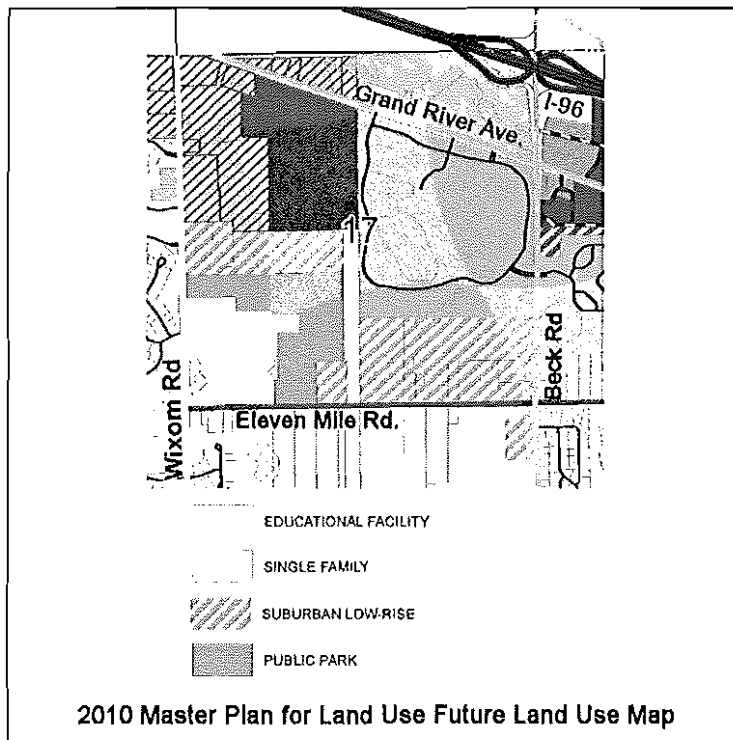 Grand River Ave.
I-96
17
Wixom Rd
Beck Rd
Eleven Mile Rd.
EDUCATIONAL FACILITY
SINGLE FAMILY
SUBURBAN LOW-RISE
PUBLIC PARK
2010 Master Plan for Land Use Future Land Use Map